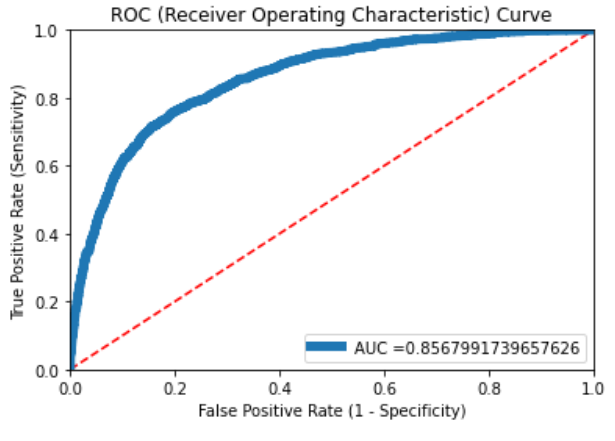 ROC (Receiver Operating Characteristic) Curve
True Positive Rate (Sensitivity)
1.0
0.8
0.6
0.4
0.2
0.0
AUC =0.8567991739657626
0.0 0.2 0.4 0.6 0.8 1.0
False Positive Rate (1 - Specificity)